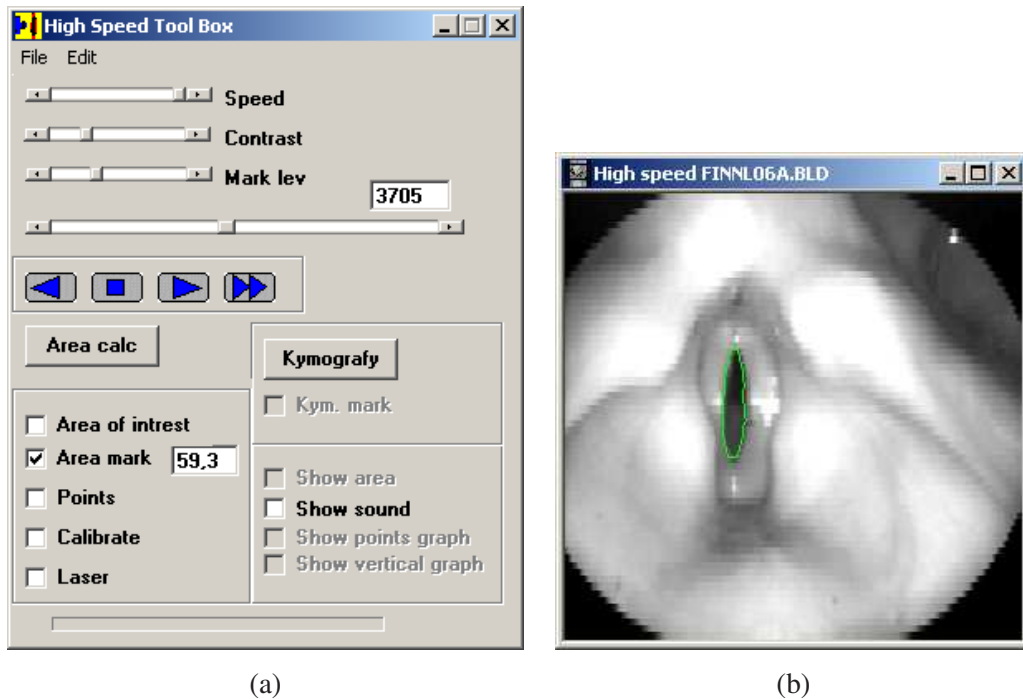 High Speed Tool Box
File Edit
Speed
Contrast
Mark lev
3705
Area calc
Kymografy
Kym. mark
Area of intrest
Area mark 59,3
Points
Calibrate
Laser
Show area
Show sound
Show points graph
Show vertical graph
(a)
High speed FINNL06A.BLD
(b)